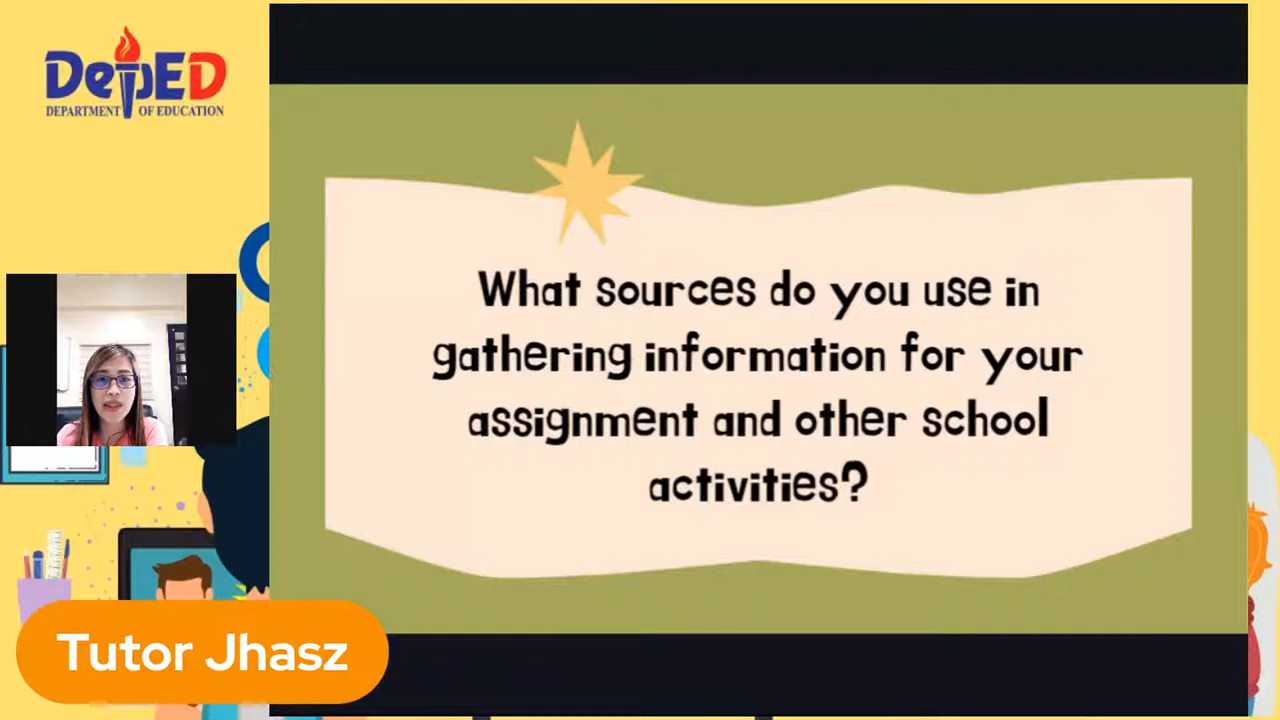 DepED
DEPARTMENT OF EDUCATION
What sources do you use in
gathering information for your
assignment and other school
activities?
Tutor Jhasz